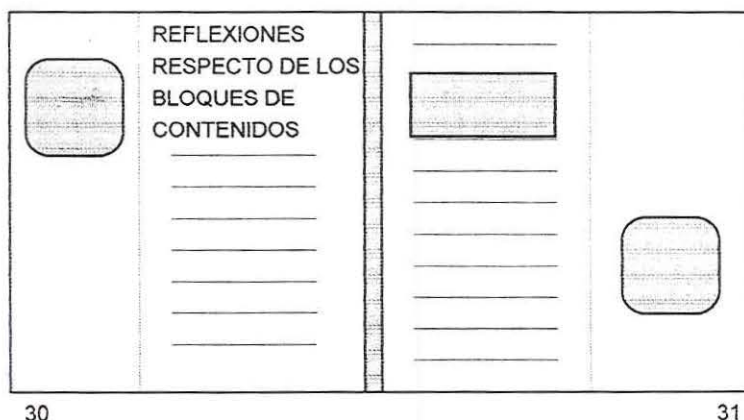 REFLEXIONES
RESPECTO DE LOS
BLOQUES DE
CONTENIDOS
30
31